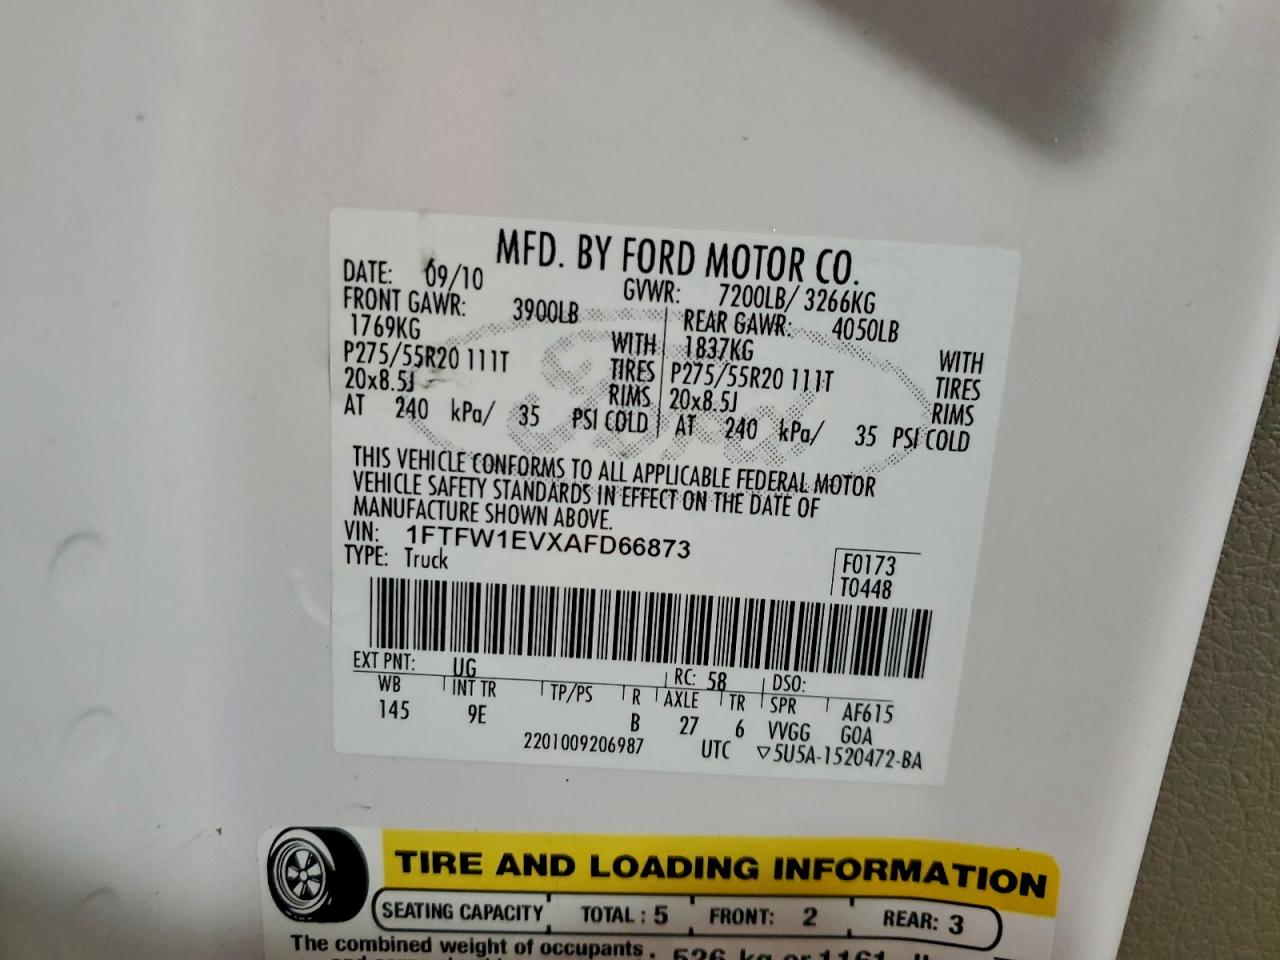 MFD. BY FORD MOTOR CO.
DATE: 09/10 GVWR: 7200LB/ 3266KG
FRONT GAWR: 3900LB REAR GAWR: 4050LB
1769KG WITH 1837KG WITH
P275/55R20 111T TIRES P275/55R20 111T TIRES
20x8.5J RIMS 20x8.5J RIMS
AT 240 kPa/ 35 PSI COLD AT 240 kPa/ 35 PSI COLD
Ford
THIS VEHICLE CONFORMS TO ALL APPLICABLE FEDERAL MOTOR
VEHICLE SAFETY STANDARDS IN EFFECT ON THE DATE OF
MANUFACTURE SHOWN ABOVE.
VIN: 1FTFW1EVXAFD66873
TYPE: Truck
F0173
T0448
EXT PNT: UG RC: 58 DSO:
WB INT TR TP/PS R AXLE TR SPR AF615
145 9E B 27 6 VVGG GOA
2201009206987 UTC ▽5U5A-1520472-BA
TIRE AND LOADING INFORMATION
SEATING CAPACITY TOTAL : 5 FRONT: 2 REAR: 3
The combined weight of occupants 526 kg or 1161